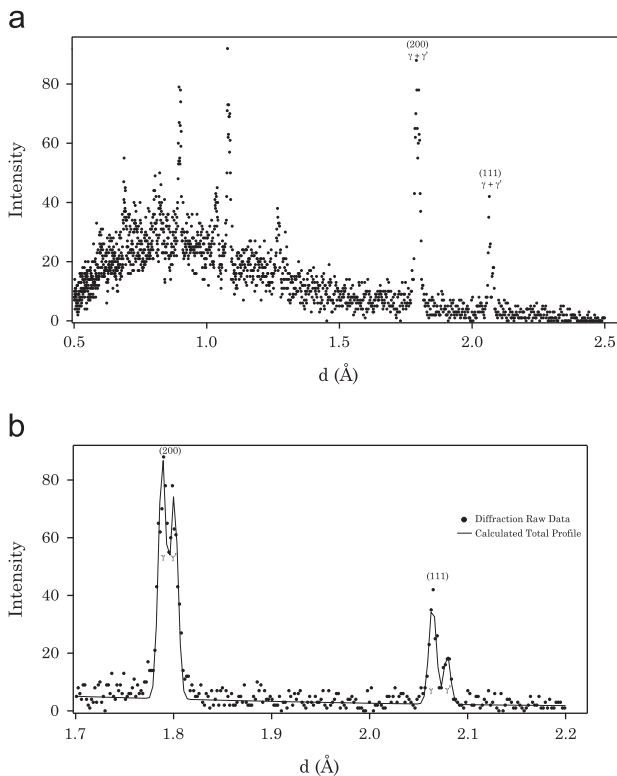 a
(200)
γ + γ'
(111)
γ + γ'
80
60
40
20
0
Intensity
0.5 1.0 1.5 2.0 2.5
d (Å)
b
(200)
γ γ'
Diffraction Raw Data
Calculated Total Profile
(111)
γ γ'
80
60
40
20
0
Intensity
1.7 1.8 1.9 2.0 2.1 2.2
d (Å)